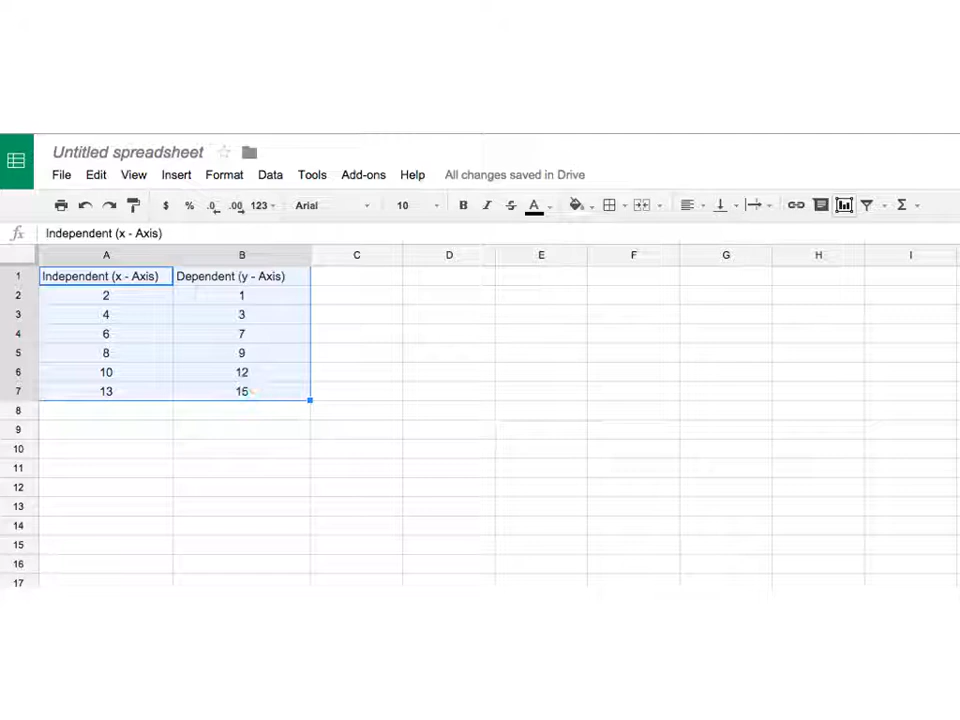 Untitled spreadsheet
File Edit View Insert Format Data Tools Add-ons Help All changes saved in Drive
$ % .0 .00 123 Arial 10 B I S A Σ
fx Independent (x - Axis)
A B C D E F G H I
1 Independent (x - Axis) Dependent (y - Axis)
2 2 1
3 4 3
4 6 7
5 8 9
6 10 12
7 13 15
8
9
10
11
12
13
14
15
16
17